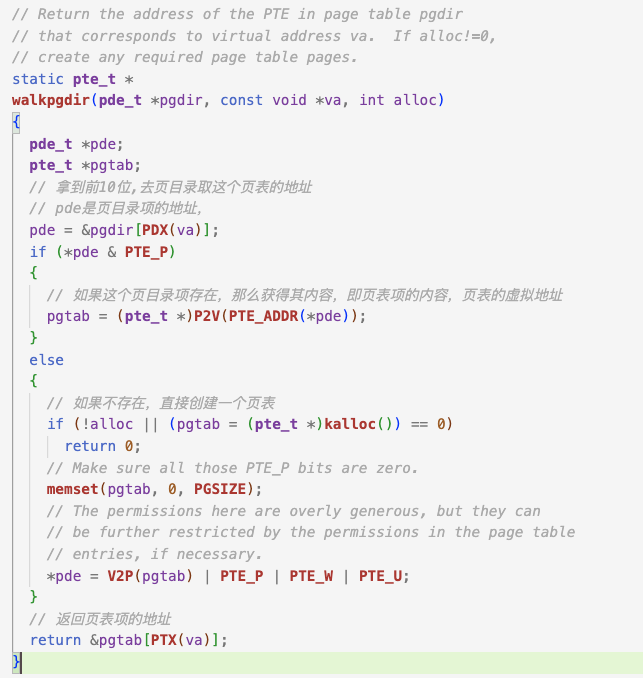 // Return the address of the PTE in page table pgdir
// that corresponds to virtual address va.  If alloc!=0,
// create any required page table pages.
static pte_t *
walkpgdir(pde_t *pgdir, const void *va, int alloc)
{
  pde_t *pde;
  pte_t *pgtab;
  // 拿到前10位,去页目录取这个页表的地址
  // pde是页目录项的地址,
  pde = &pgdir[PDX(va)];
  if (*pde & PTE_P)
  {
    // 如果这个页目录项存在，那么获得其内容，即页表项的内容，页表的虚拟地址
    pgtab = (pte_t *)P2V(PTE_ADDR(*pde));
  }
  else
  {
    // 如果不存在，直接创建一个页表
    if (!alloc || (pgtab = (pte_t *)kalloc()) == 0)
      return 0;
    // Make sure all those PTE_P bits are zero.
    memset(pgtab, 0, PGSIZE);
    // The permissions here are overly generous, but they can
    // be further restricted by the permissions in the page table
    // entries, if necessary.
    *pde = V2P(pgtab) | PTE_P | PTE_W | PTE_U;
  }
  // 返回页表项的地址
  return &pgtab[PTX(va)];
}